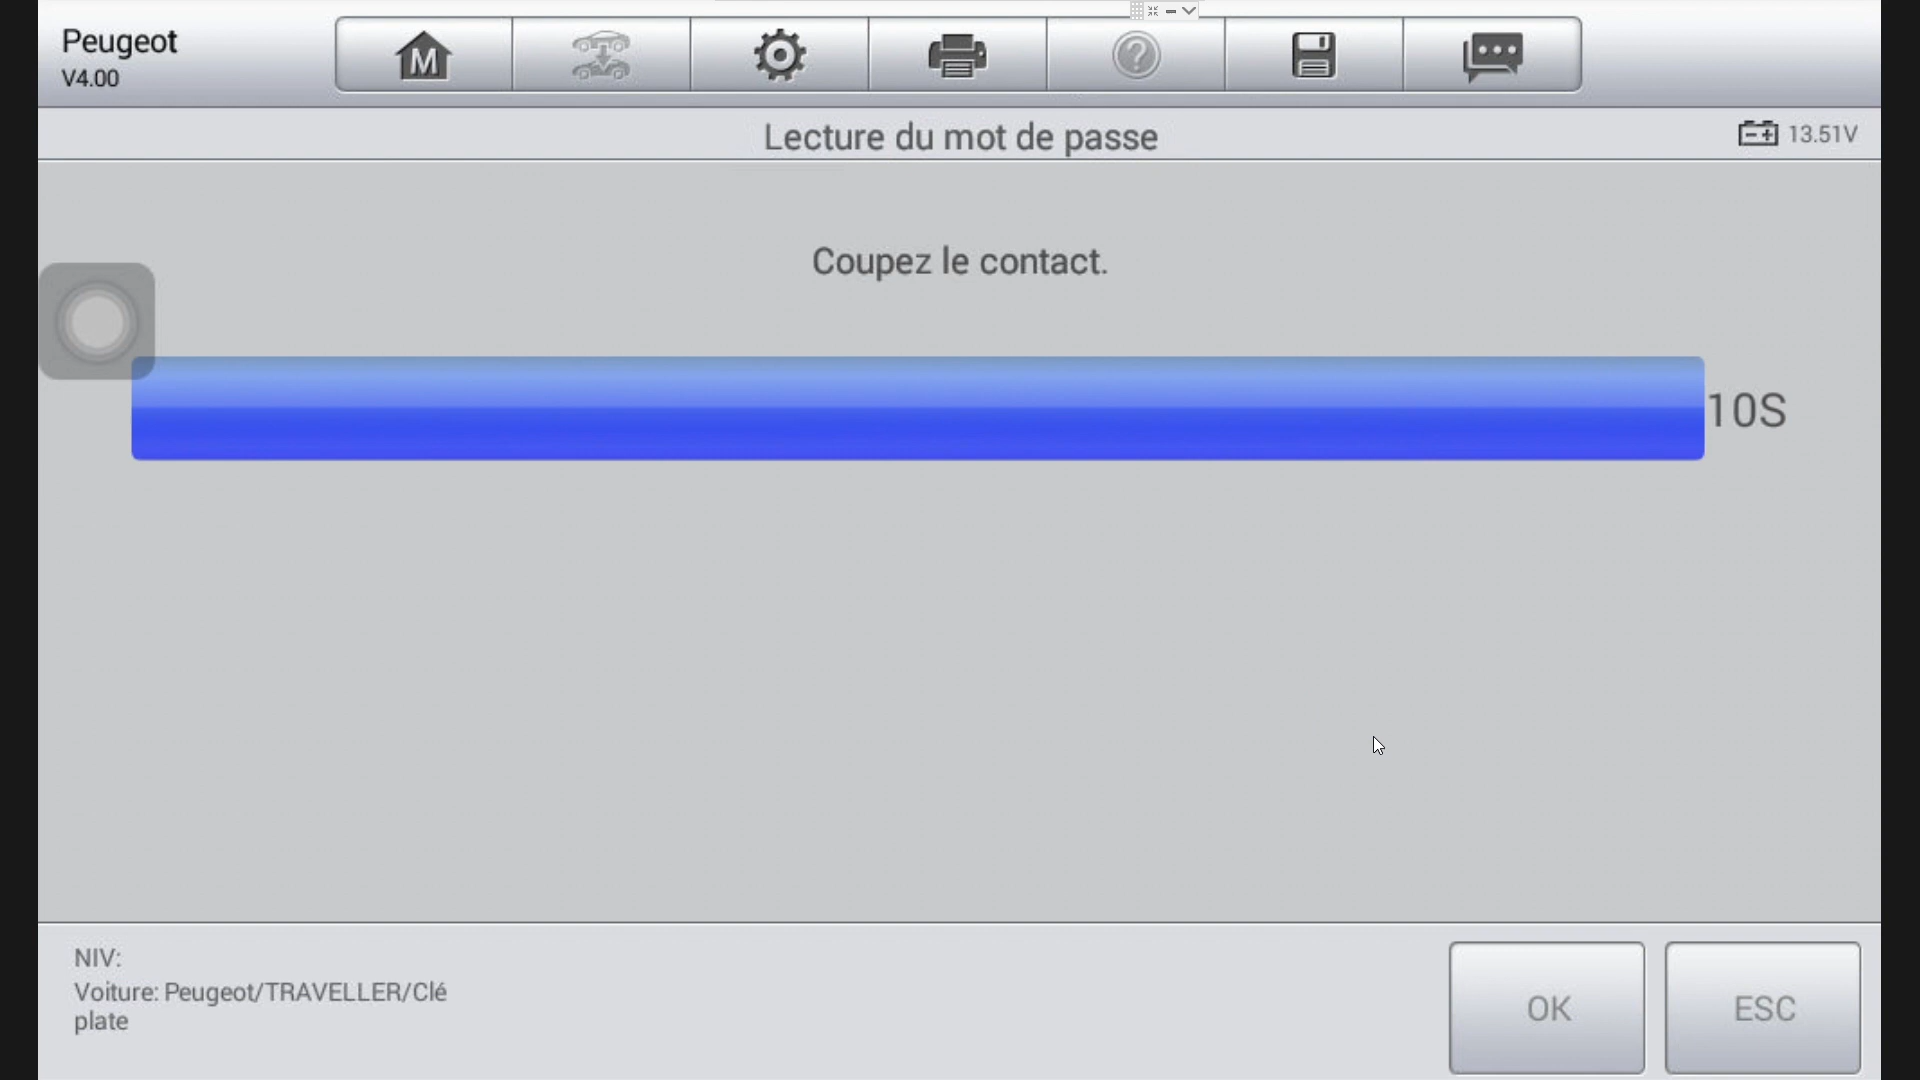 Peugeot
V4.00
M
Lecture du mot de passe
13.51V
Coupez le contact.
10S
NIV:
Voiture: Peugeot/TRAVELLER/Clé
plate
OK
ESC